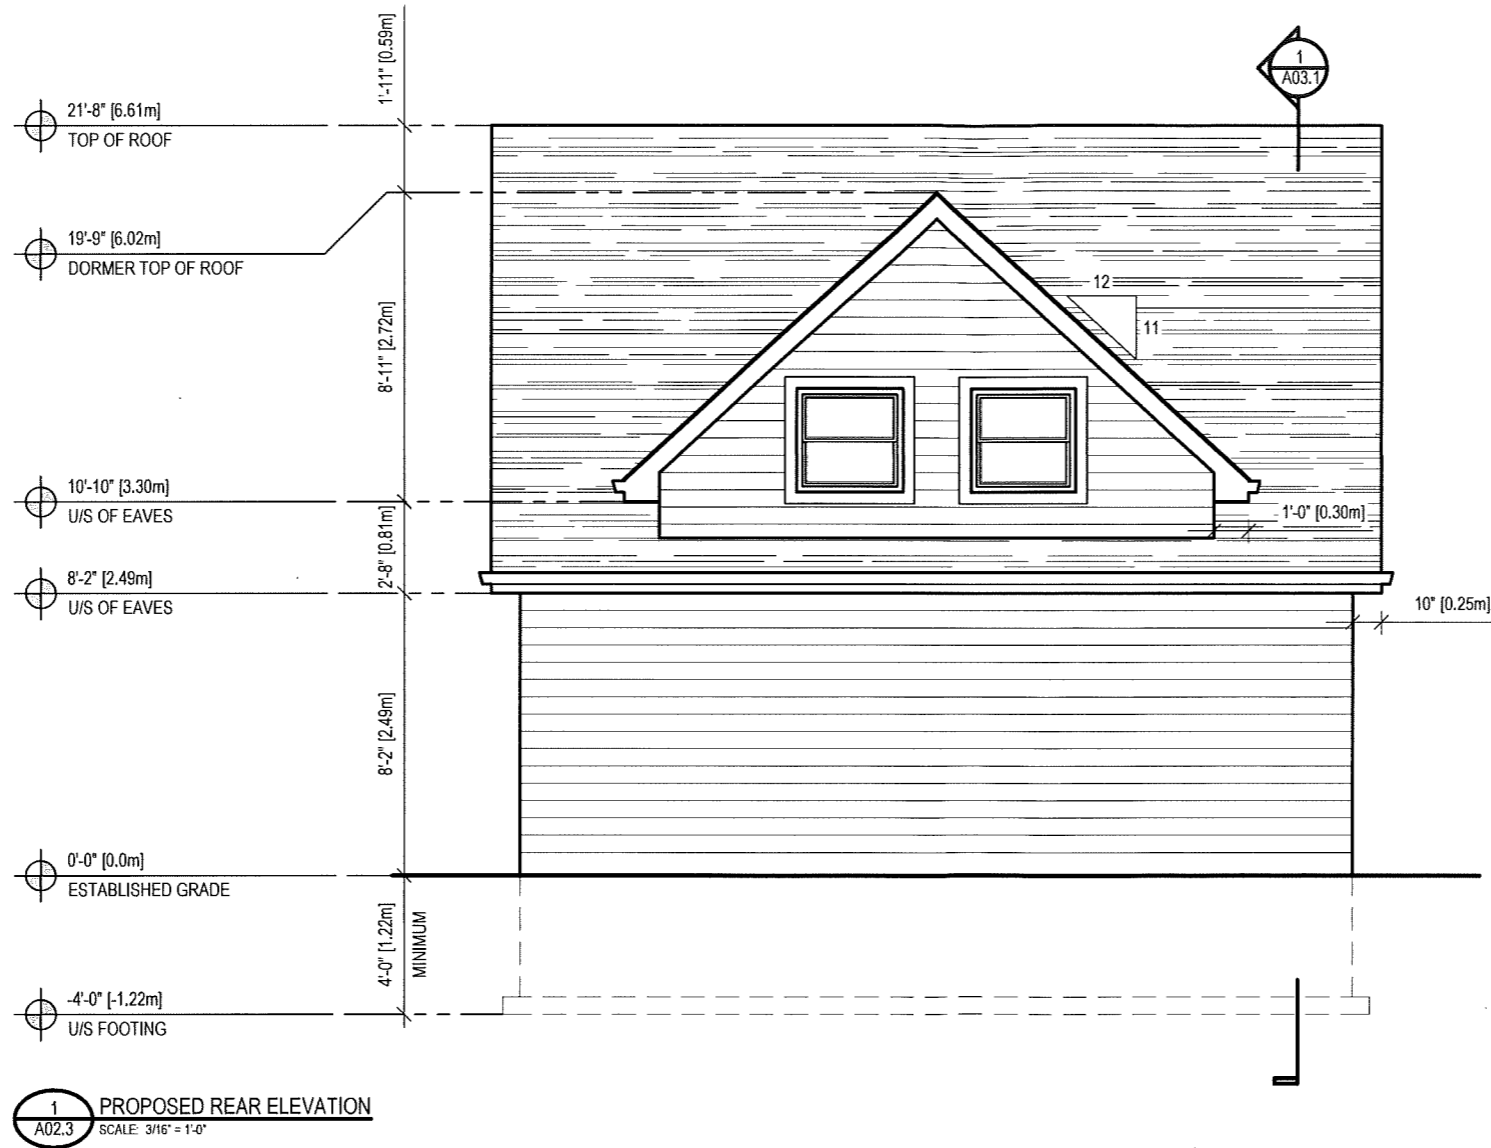 1'-11" [0.59m]
1
A03.1
21'-8" [6.61m]
TOP OF ROOF
19'-9" [6.02m]
DORMER TOP OF ROOF
12
11
8'-11" [2.72m]
10'-10" [3.30m]
U/S OF EAVES
1'-0" [0.30m]
2'-8" [0.81m]
8'-2" [2.49m]
U/S OF EAVES
10" [0.25m]
8'-2" [2.49m]
0'-0" [0.0m]
ESTABLISHED GRADE
4'-0" [1.22m]
MINIMUM
-4'-0" [-1.22m]
U/S FOOTING
1
A02.3
PROPOSED REAR ELEVATION
SCALE: 3/16" = 1'-0"